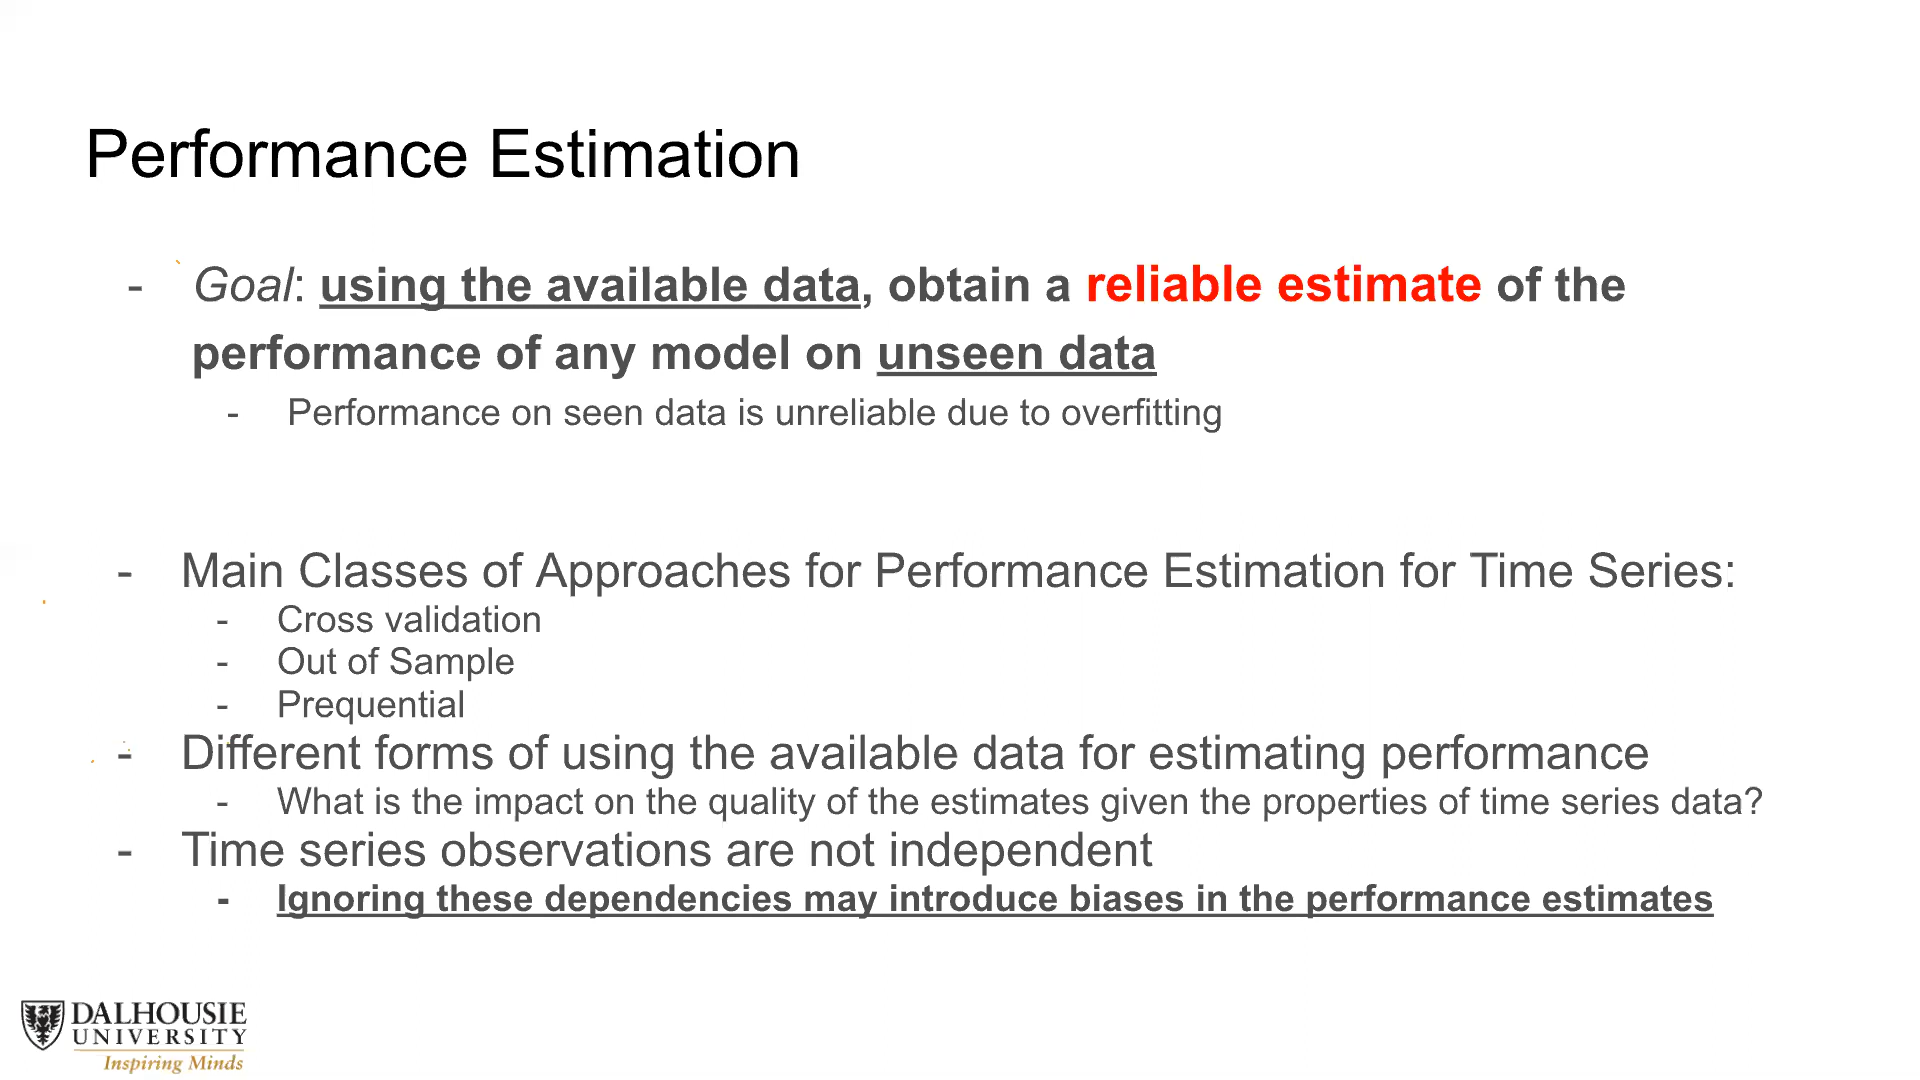 Performance Estimation
- Goal: using the available data, obtain a reliable estimate of the
performance of any model on unseen data
- Performance on seen data is unreliable due to overfitting
- Main Classes of Approaches for Performance Estimation for Time Series:
- Cross validation
- Out of Sample
- Prequential
- Different forms of using the available data for estimating performance
- What is the impact on the quality of the estimates given the properties of time series data?
- Time series observations are not independent
- Ignoring these dependencies may introduce biases in the performance estimates
DALHOUSIE
UNIVERSITY
Inspiring Minds